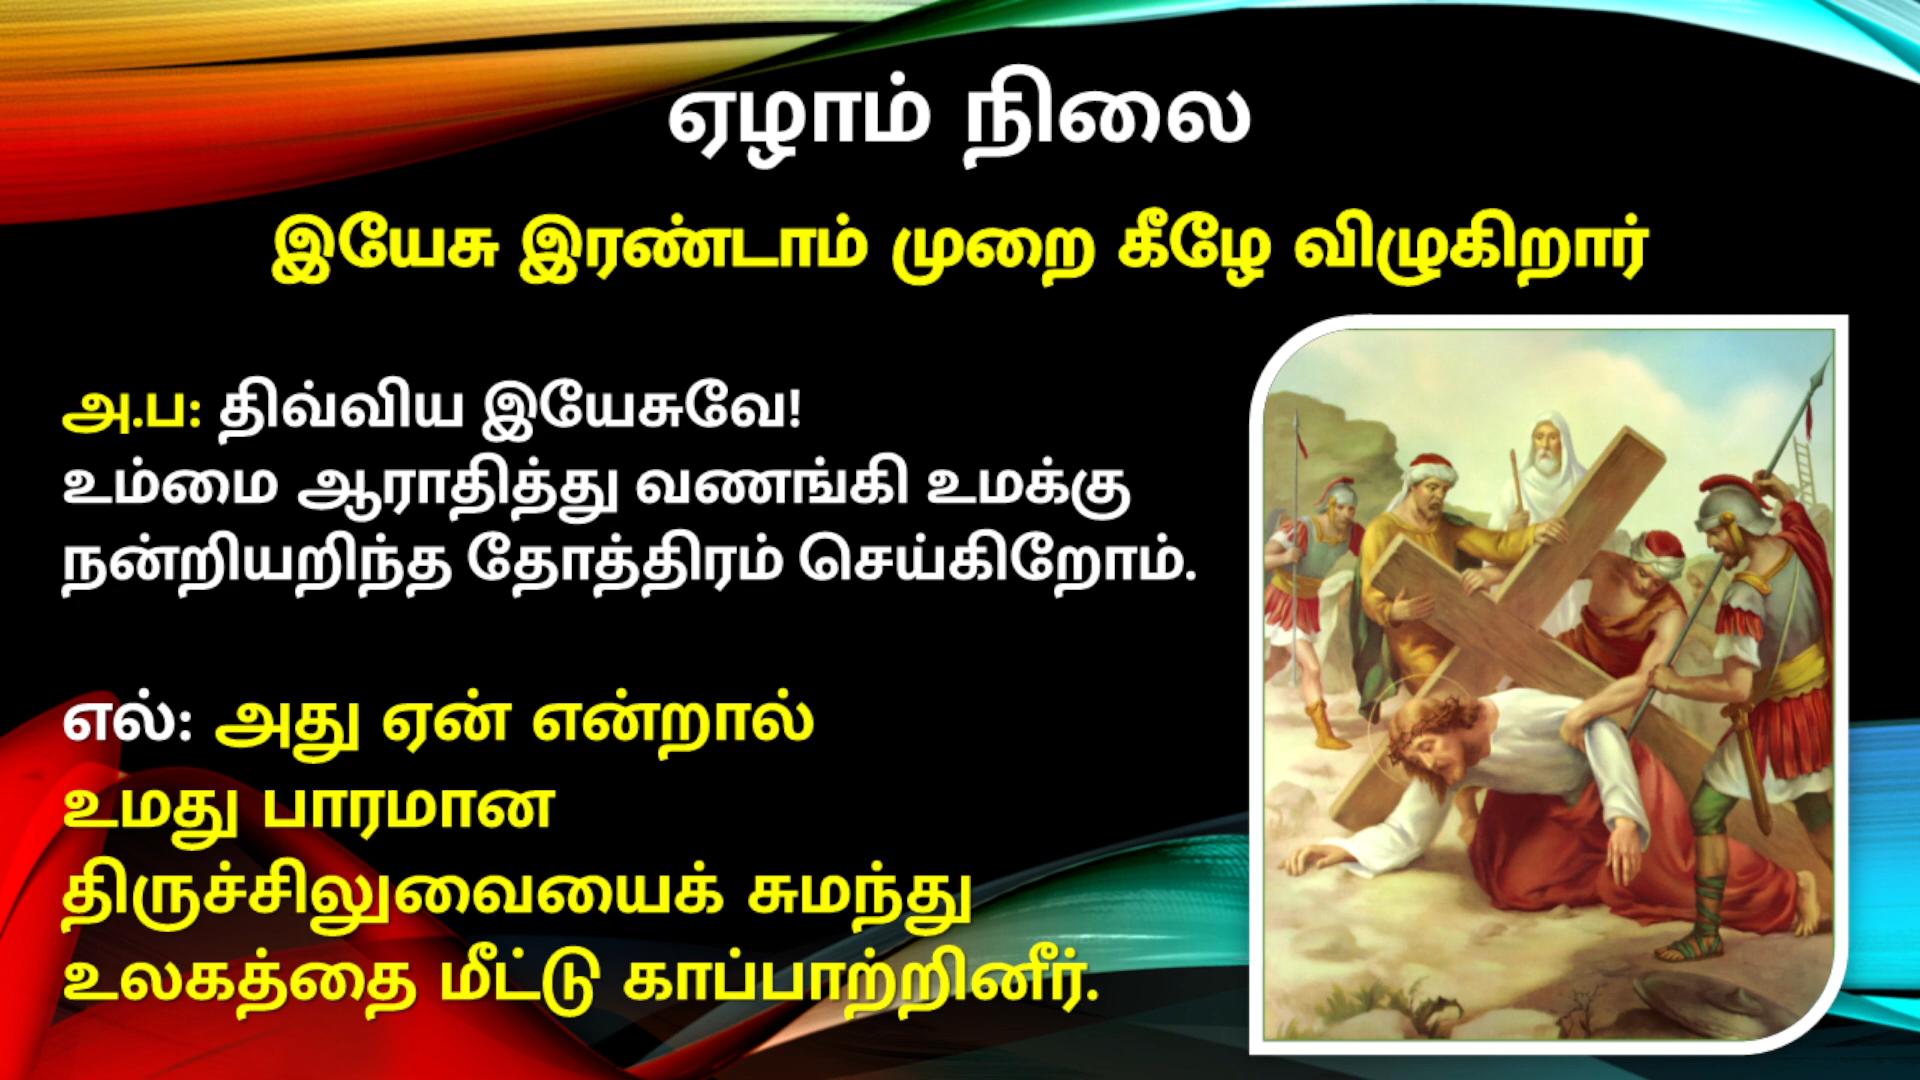 ஏழாம் நிலை
இயேசு இரண்டாம் முறை கீழே விழுகிறார்
அ.ப: திவ்விய இயேசுவே!
உம்மை ஆராதித்து வணங்கி உமக்கு
நன்றியறிந்த தோத்திரம் செய்கிறோம்.
எல்: அது ஏன் என்றால்
உமது பாரமான
திருச்சிலுவையைக் சுமந்து
உலகத்தை மீட்டு காப்பாற்றினீர்.